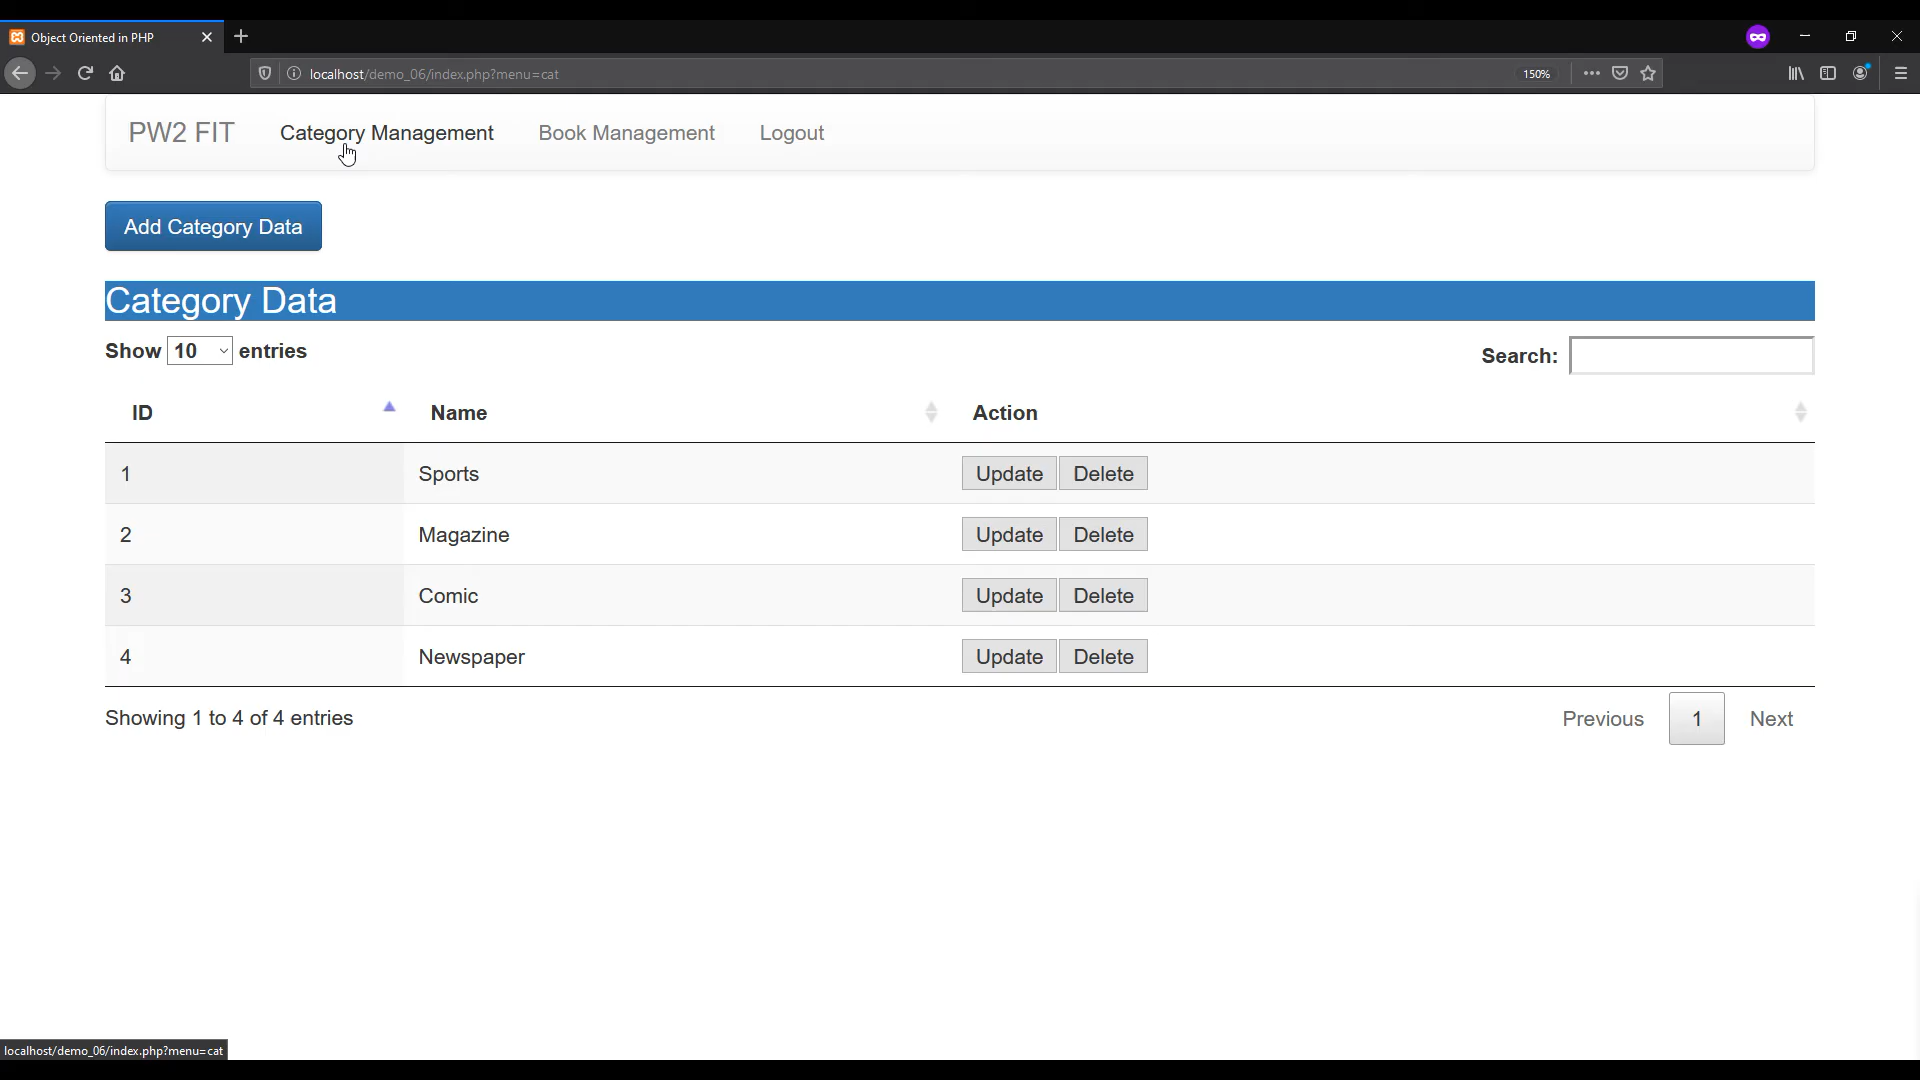 Object Oriented in PHP
localhost/demo_06/index.php?menu=cat
150%
PW2 FIT Category Management Book Management Logout
Add Category Data
Category Data
Show 10 entries
Search:
ID Name Action
1 Sports Update Delete
2 Magazine Update Delete
3 Comic Update Delete
4 Newspaper Update Delete
Showing 1 to 4 of 4 entries
Previous 1 Next
localhost/demo_06/index.php?menu=cat